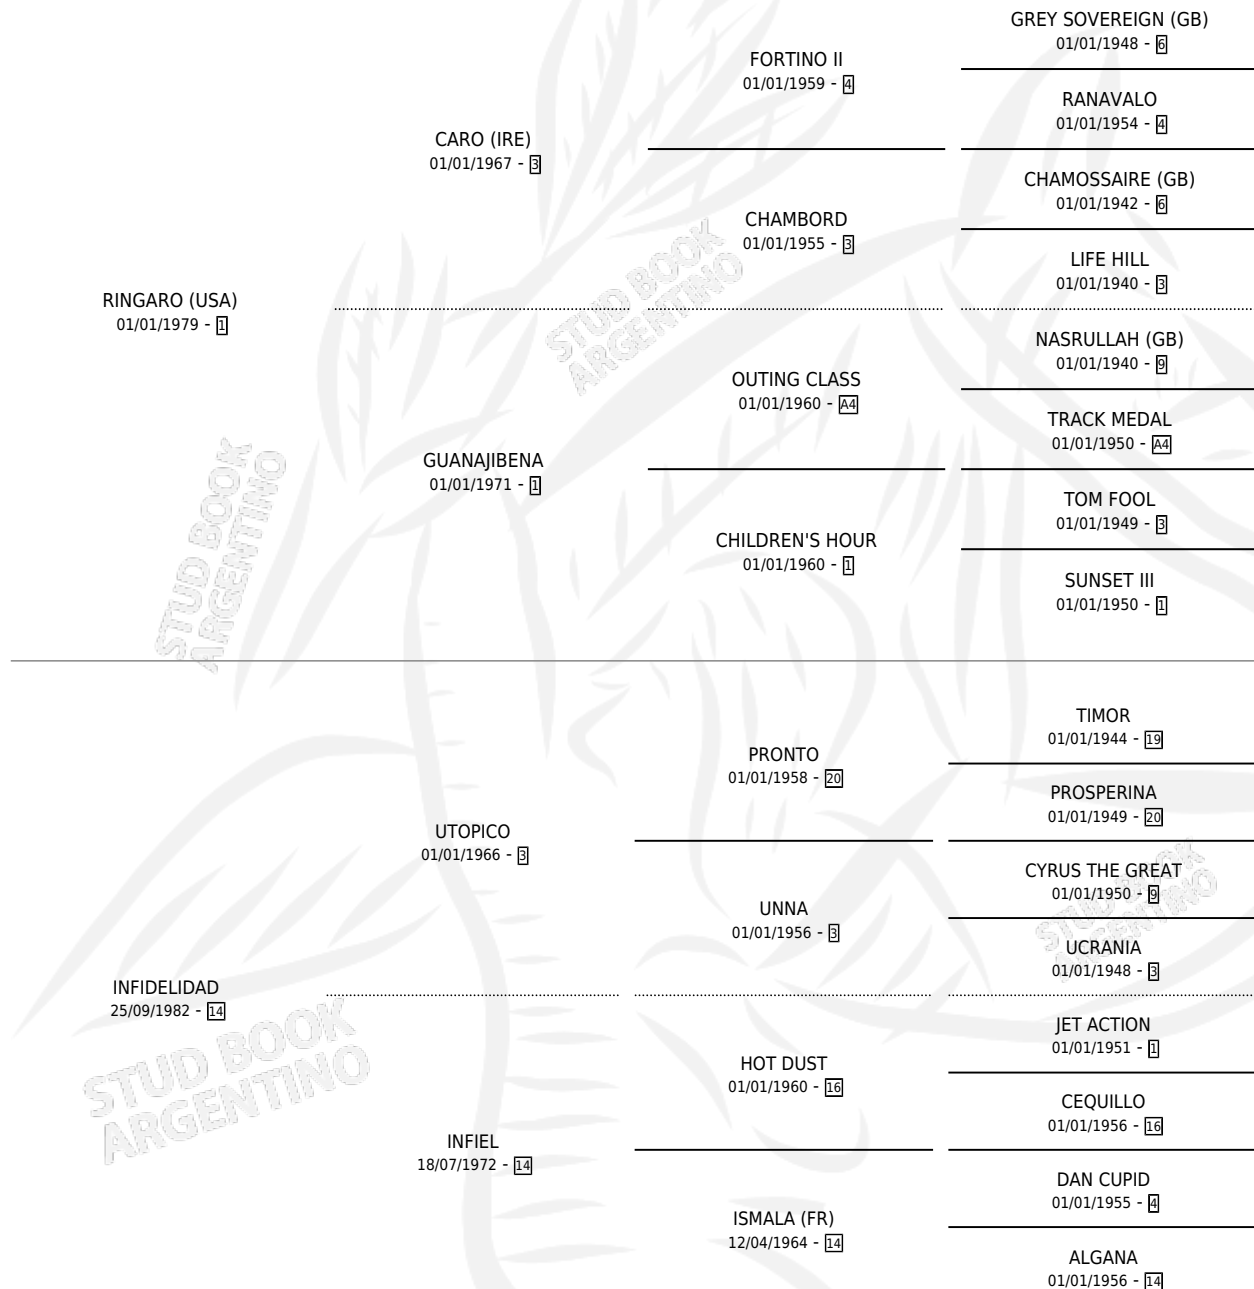 GREY SOVEREIGN (GB)
01/01/1948 - 6
FORTINO II
01/01/1959 - 4
RANAVALO
01/01/1954 - 4
CARO (IRE)
01/01/1967 - 3
CHAMOSSAIRE (GB)
01/01/1942 - 6
CHAMBORD
01/01/1955 - 3
LIFE HILL
01/01/1940 - 3
RINGARO (USA)
01/01/1979 - 1
STUD BOOK
ARGENTINO
NASRULLAH (GB)
01/01/1940 - 9
OUTING CLASS
01/01/1960 - A4
TRACK MEDAL
01/01/1950 - A4
GUANAJIBENA
01/01/1971 - 1
TOM FOOL
01/01/1949 - 3
CHILDREN'S HOUR
01/01/1960 - 1
SUNSET III
01/01/1950 - 1
STUD BOOK
ARGENTINO
TIMOR
01/01/1944 - 19
PRONTO
01/01/1958 - 20
PROSPERINA
01/01/1949 - 20
UTOPICO
01/01/1966 - 3
CYRUS THE GREAT
01/01/1950 - 9
UNNA
01/01/1956 - 3
UCRANIA
01/01/1948 - 3
STUD BOOK
ARGENTINO
INFIDELIDAD
25/09/1982 - 14
JET ACTION
01/01/1951 - 1
HOT DUST
01/01/1960 - 16
CEQUILLO
01/01/1956 - 16
STUD BOOK
ARGENTINO
INFIEL
18/07/1972 - 14
DAN CUPID
01/01/1955 - 4
ISMALA (FR)
12/04/1964 - 14
ALGANA
01/01/1956 - 14